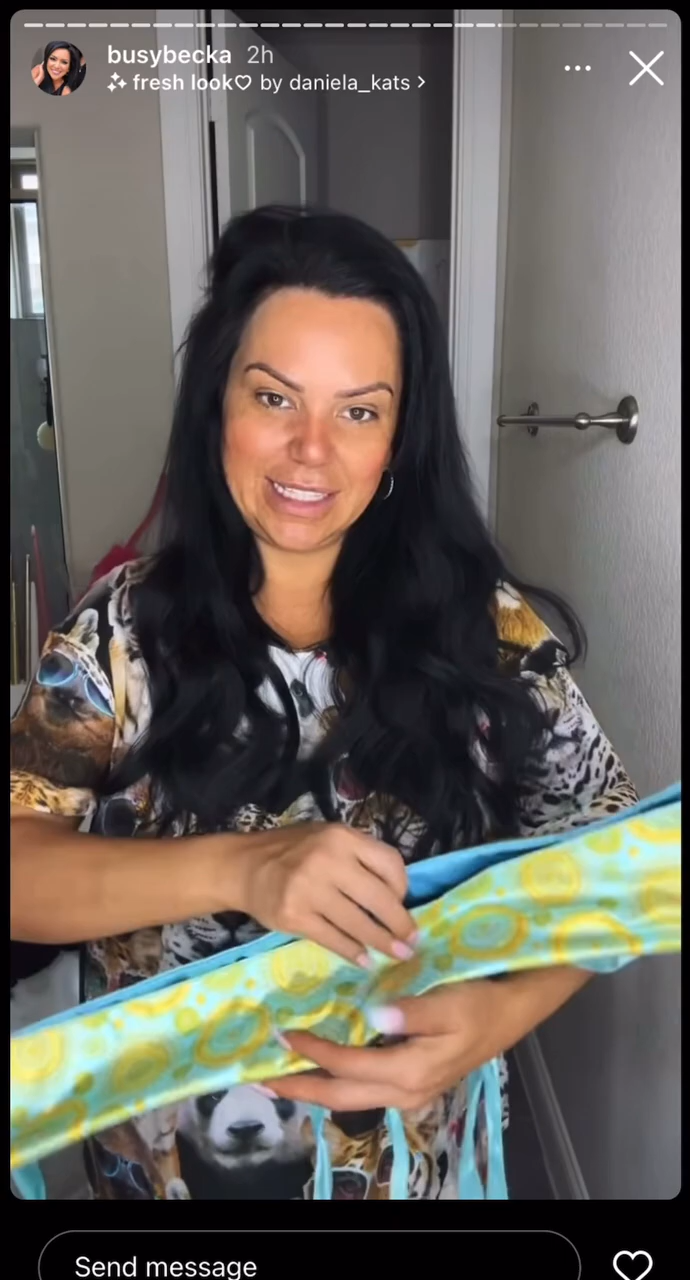 busybecka 2h
fresh look♡ by daniela_kats >
Send message